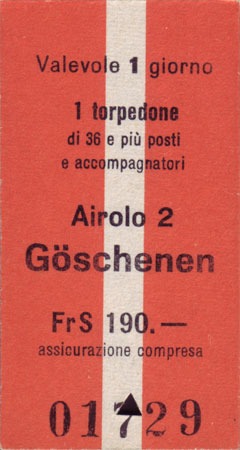 Valevole 1 giorno
1 torpedone
di 36 e più posti
e accompagnatori
Airolo 2
Göschenen
FrS 190.—
assicurazione compresa
01729